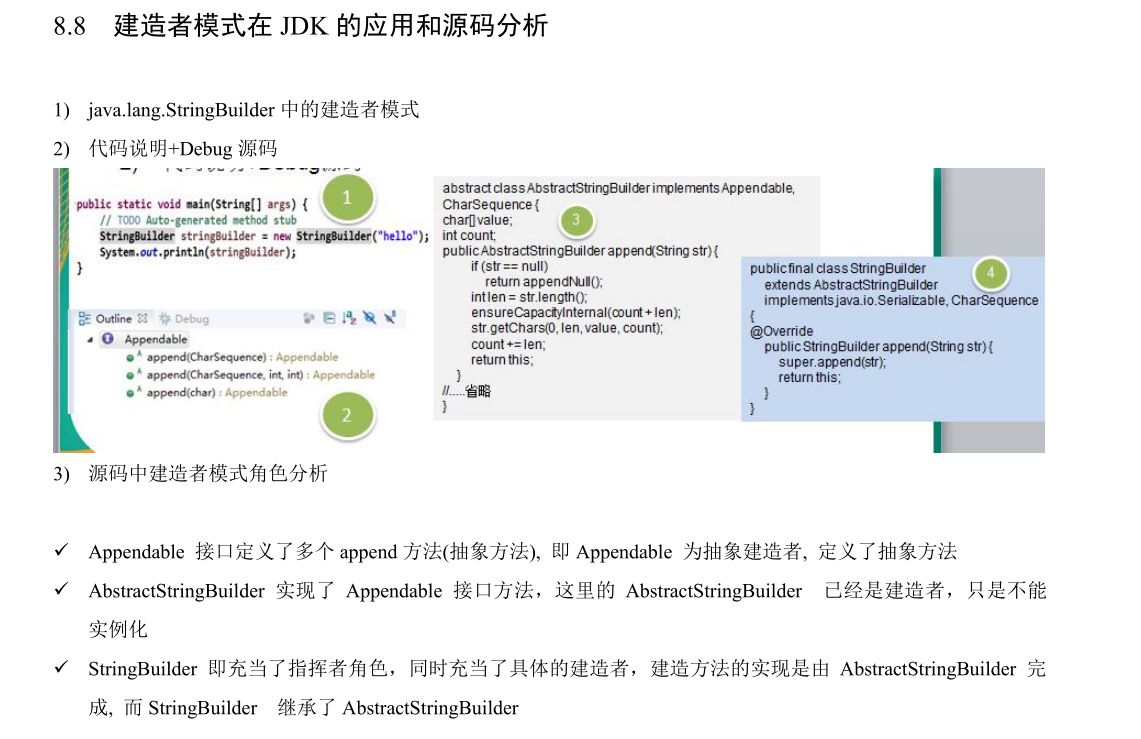 8.8 建造者模式在 JDK 的应用和源码分析
1) java.lang.StringBuilder 中的建造者模式
2) 代码说明+Debug 源码
1
public static void main(String[] args) {
// TODO Auto-generated method stub
StringBuilder stringBuilder = new StringBuilder("hello");
System.out.println(stringBuilder);
}
Outline Debug
Appendable
append(CharSequence) : Appendable
append(CharSequence, int, int) : Appendable
append(char) : Appendable
2
abstract class AbstractStringBuilder implements Appendable,
CharSequence {
3
char[] value;
int count;
public AbstractStringBuilder append(String str) {
if (str == null)
return appendNull();
int len = str.length();
ensureCapacityInternal(count + len);
str.getChars(0, len, value, count);
count += len;
return this;
}
//.....省略
}
4
public final class StringBuilder
extends AbstractStringBuilder
implements java.io.Serializable, CharSequence
{
@Override
public StringBuilder append(String str) {
super.append(str);
return this;
}
}
3) 源码中建造者模式角色分析
✓ Appendable 接口定义了多个 append 方法(抽象方法), 即 Appendable 为抽象建造者, 定义了抽象方法
✓ AbstractStringBuilder 实现了 Appendable 接口方法，这里的 AbstractStringBuilder 已经是建造者，只是不能
实例化
✓ StringBuilder 即充当了指挥者角色，同时充当了具体的建造者，建造方法的实现是由 AbstractStringBuilder 完
成, 而 StringBuilder 继承了 AbstractStringBuilder